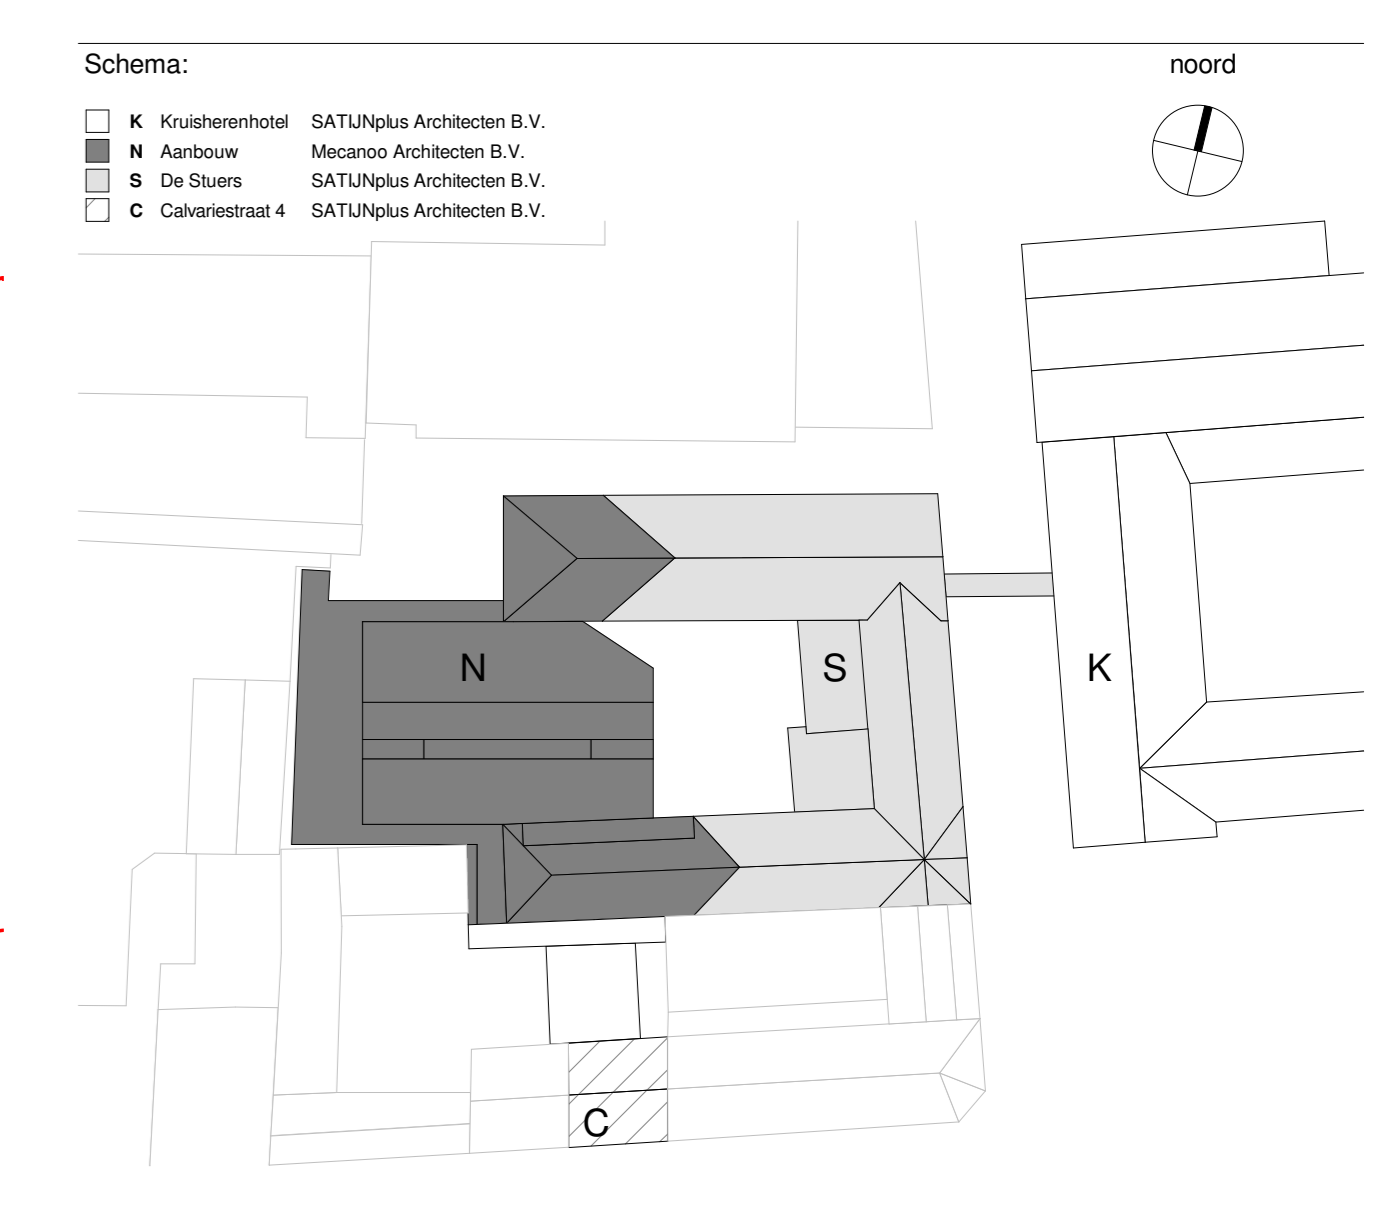 Schema:
noord
K Kruisherenhotel SATIJNplus Architecten B.V.
N Aanbouw Mecanoo Architecten B.V.
S De Stuers SATIJNplus Architecten B.V.
C Calvariestraat 4 SATIJNplus Architecten B.V.
N
S
K
C